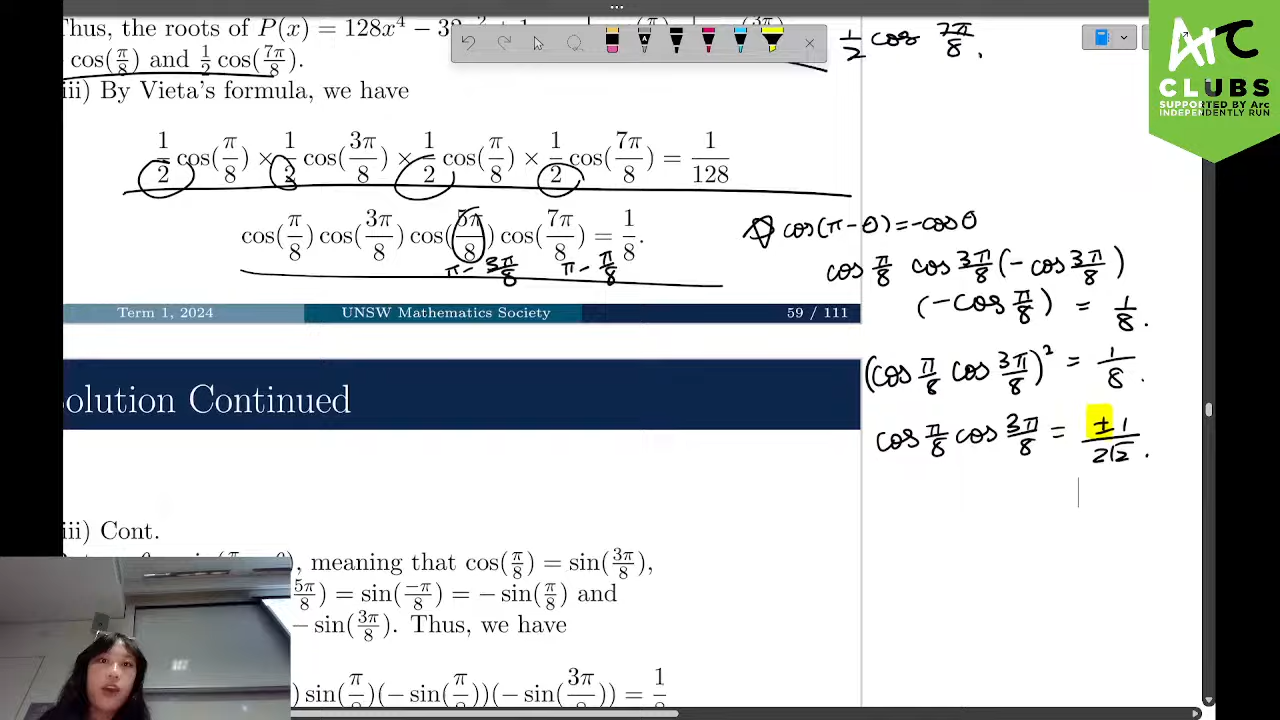 Thus, the roots of P(x) = 128x⁴ − 32x² + 1
cos(π/8) and 1/2 cos(7π/8).
iii) By Vieta's formula, we have
1/2 cos(π/8) × 1/2 cos(3π/8) × 1/2 cos(π/8) × 1/2 cos(7π/8) = 1/128
cos(π/8) cos(3π/8) cos(5π/8) cos(7π/8) = 1/8.
π − 3π/8 π − π/8
Term 1, 2024 UNSW Mathematics Society 59 / 111
olution Continued
iii) Cont.
, meaning that cos(π/8) = sin(3π/8),
5π/8) = sin(−π/8) = − sin(π/8) and
− sin(3π/8). Thus, we have
) sin(π/8)(− sin(π/8))(− sin(3π/8)) = 1/8
1/2 cos 7π/8.
cos(π − θ) = −cos θ
cos π/8 cos 3π/8 (− cos 3π/8)
(− cos π/8) = 1/8.
(cos π/8 cos 3π/8)² = 1/8.
cos π/8 cos 3π/8 = ±1/2√2.
Arc
CLUBS
SUPPORTED BY Arc
INDEPENDENTLY RUN